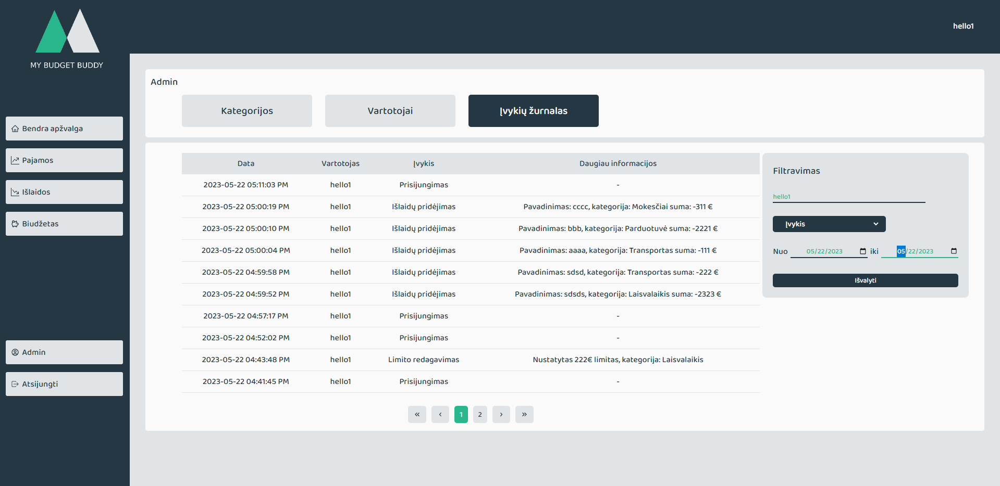 MY BUDGET BUDDY
hello1
Bendra apžvalga
Pajamos
Išlaidos
Biudžetas
Admin
Atsijungti
Admin
Kategorijos Vartotojai Įvykių žurnalas
Data Vartotojas Įvykis Daugiau informacijos
2023-05-22 05:11:03 PM hello1 Prisijungimas -
2023-05-22 05:00:19 PM hello1 Išlaidų pridėjimas Pavadinimas: cccc, kategorija: Mokesčiai suma: -311 €
2023-05-22 05:00:10 PM hello1 Išlaidų pridėjimas Pavadinimas: bbb, kategorija: Parduotuvė suma: -2221 €
2023-05-22 05:00:04 PM hello1 Išlaidų pridėjimas Pavadinimas: aaaa, kategorija: Transportas suma: -111 €
2023-05-22 04:59:58 PM hello1 Išlaidų pridėjimas Pavadinimas: sdsd, kategorija: Transportas suma: -222 €
2023-05-22 04:59:52 PM hello1 Išlaidų pridėjimas Pavadinimas: sdsds, kategorija: Laisvalaikis suma: -2323 €
2023-05-22 04:57:17 PM hello1 Prisijungimas -
2023-05-22 04:52:02 PM hello1 Prisijungimas -
2023-05-22 04:43:48 PM hello1 Limito redagavimas Nustatytas 222€ limitas, kategorija: Laisvalaikis
2023-05-22 04:41:45 PM hello1 Prisijungimas -
« ‹ 1 2 › »
Filtravimas
hello1
Įvykis
Nuo 05/22/2023 iki 05/22/2023
Išvalyti